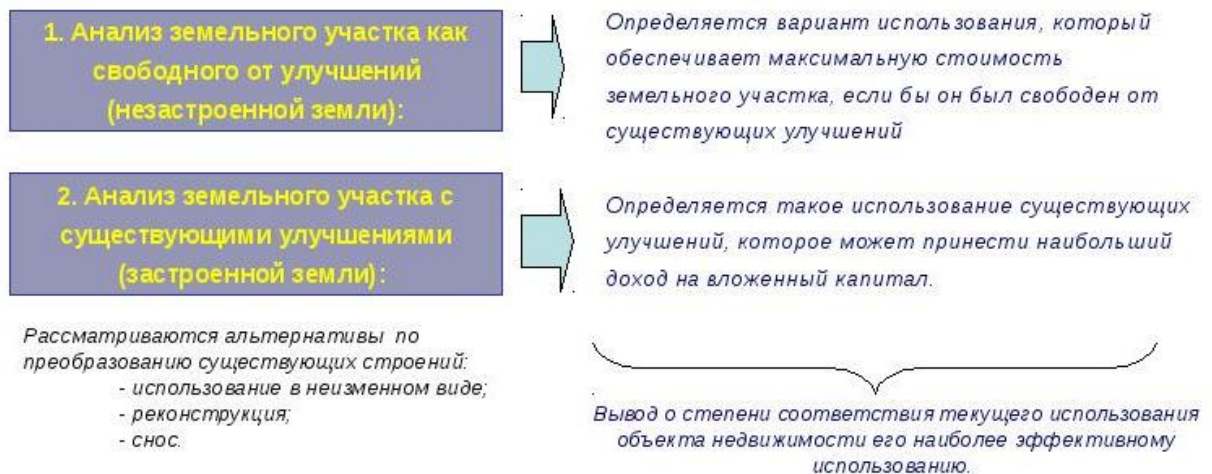 1. Анализ земельного участка как
свободного от улучшений
(незастроенной земли):
Определяется вариант использования, который
обеспечивает максимальную стоимость
земельного участка, если бы он был свободен от
существующих улучшений
2. Анализ земельного участка с
существующими улучшениями
(застроенной земли):
Определяется такое использование существующих
улучшений, которое может принести наибольший
доход на вложенный капитал.
Рассматриваются альтернативы по
преобразованию существующих строений:
- использование в неизменном виде;
- реконструкция;
- снос.
Вывод о степени соответствия текущего использования
объекта недвижимости его наиболее эффективному
использованию.